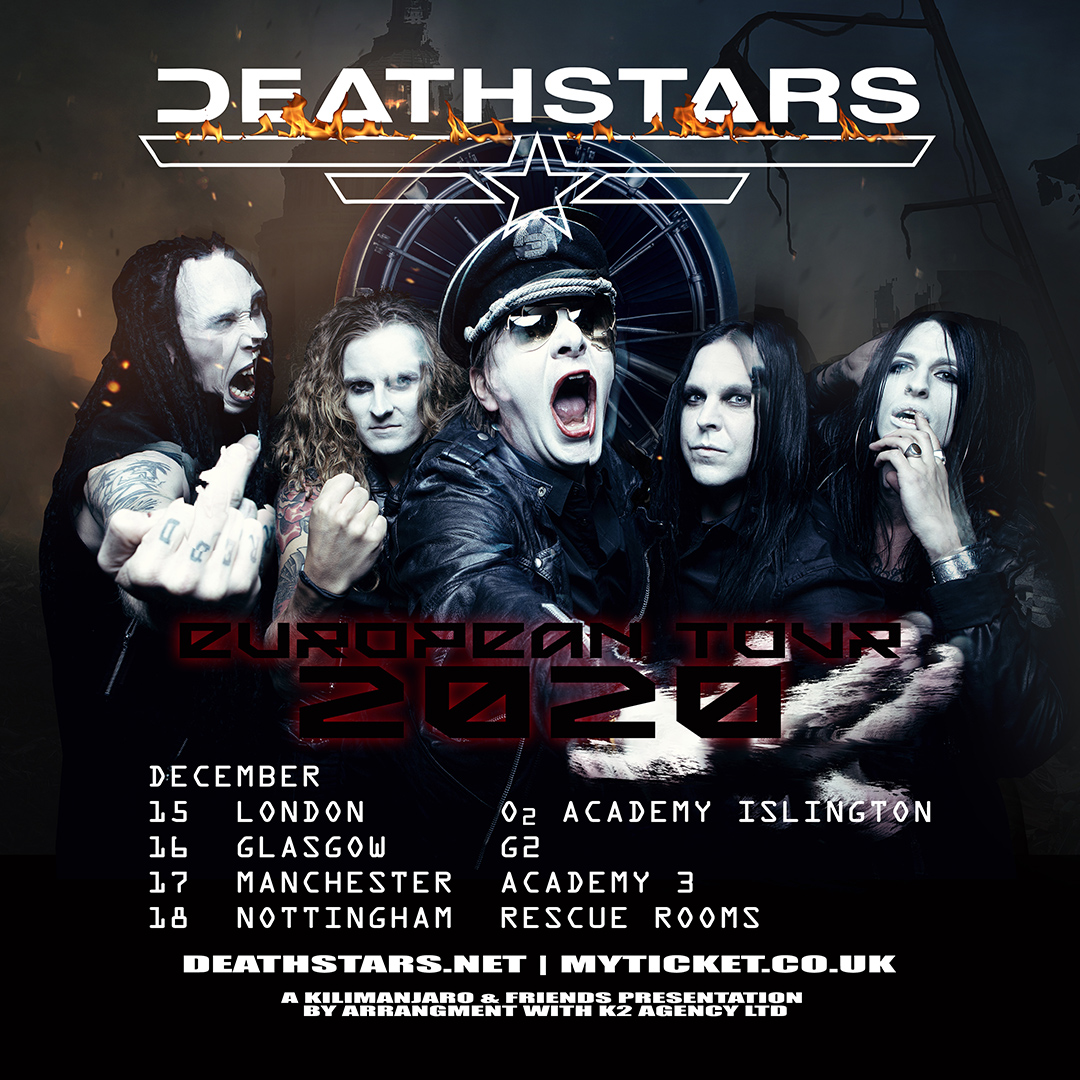 DEATHSTARS
EUROPEAN TOUR
2020
DECEMBER
15 LONDON O2 ACADEMY ISLINGTON
16 GLASGOW G2
17 MANCHESTER ACADEMY 3
18 NOTTINGHAM RESCUE ROOMS
DEATHSTARS.NET | MYTICKET.CO.UK
A KILIMANJARO & FRIENDS PRESENTATION
BY ARRANGMENT WITH K2 AGENCY LTD